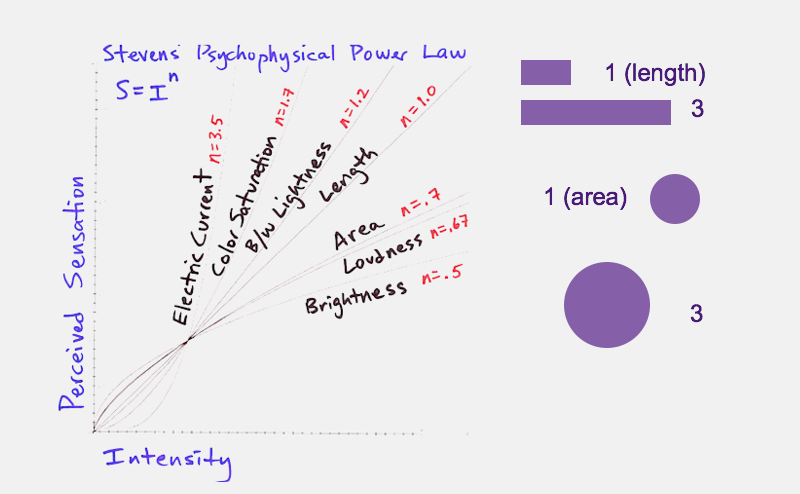 Stevens' Psychophysical Power Law
S=Iⁿ
Perceived Sensation
Intensity
Electric Current n=3.5
Color Saturation n=1.7
B/W Lightness n=1.2
Length n=1.0
Area n=.7
Loudness n=.67
Brightness n=.5
1 (length)
3
1 (area)
3